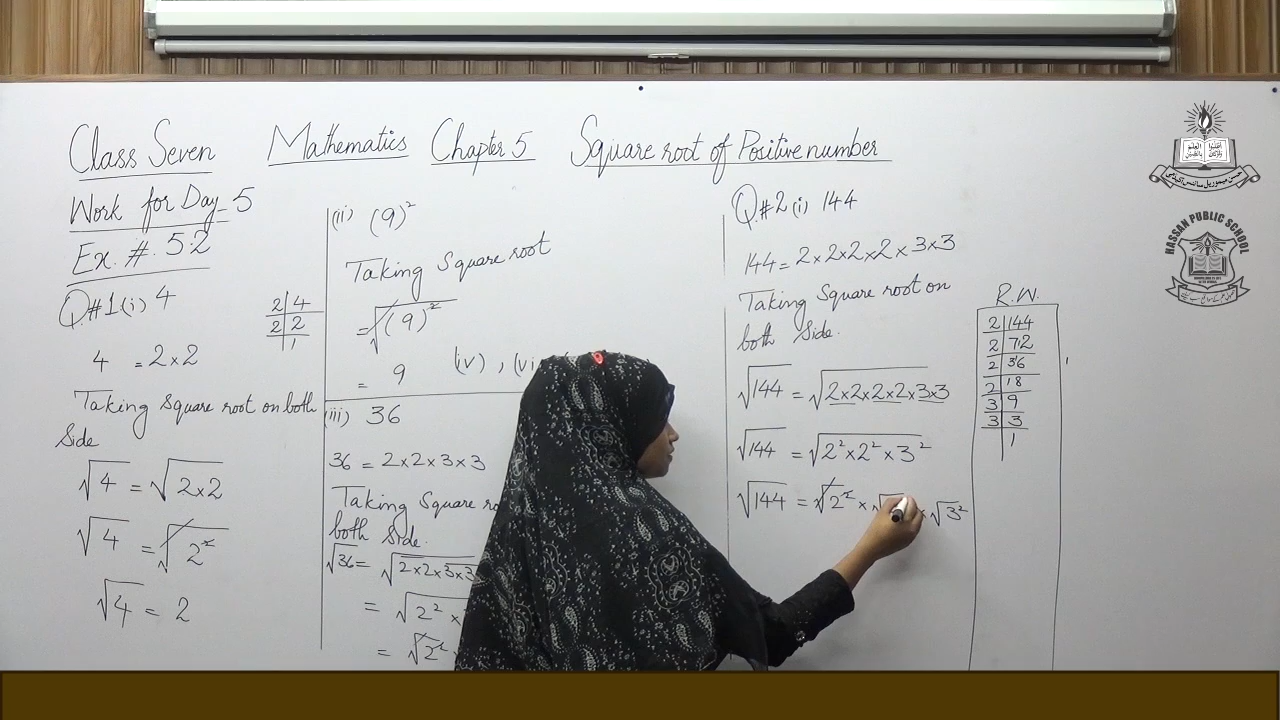 Class Seven Mathematics Chapter 5 Square root of Positive number
Work for Day-5
Ex. #. 5.2
Q#1(i) 4
2 4
2 2
1
4 = 2×2
Taking Square root on both
Side
√4 = √2×2
√4 = √2²
√4 = 2
(ii) (9)²
Taking Square root
= √(9)²
= 9
(iv), (vi
(iii) 36
36 = 2×2×3×3
Taking Square
both Side.
√36 = √2×2×3×3
= √2² ×
= √2²
Q#2(i) 144
144 = 2×2×2×2×3×3
Taking Square root on
both Side.
√144 = √2×2×2×2×3×3
√144 = √2²×2²×3²
√144 = √2² × √ × √3²
R.W.
2 144
2 72
2 36
2 18
3 9
3 3
1
HASSAN PUBLIC SCHOOL